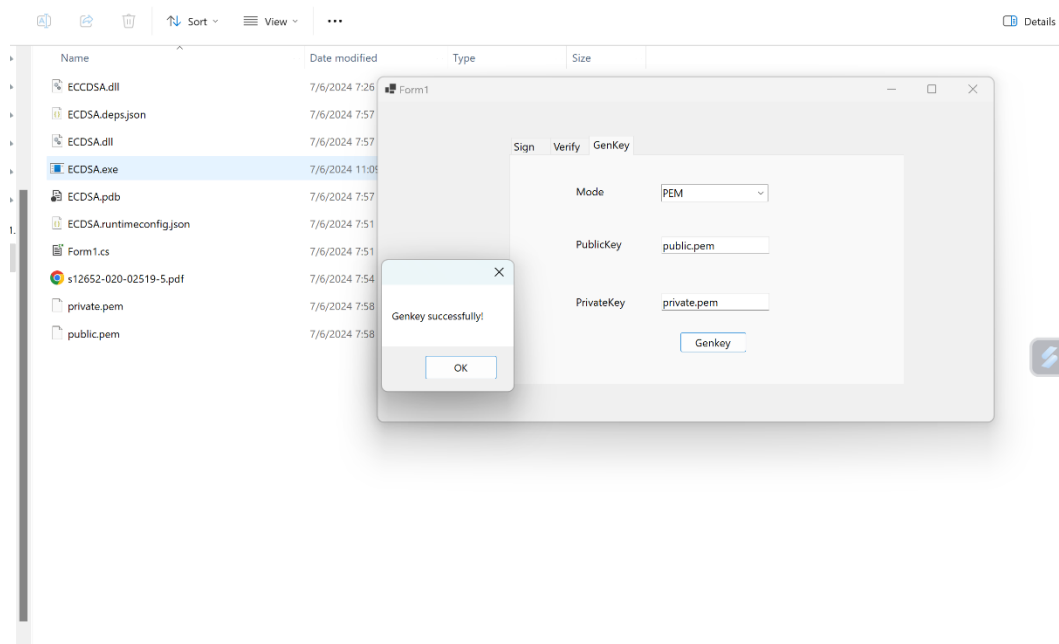 Sort View ••• Details
Name Date modified Type Size
ECCDSA.dll 7/6/2024 7:26
Form1
ECDSA.deps.json 7/6/2024 7:57
ECDSA.dll 7/6/2024 7:57
Sign Verify GenKey
ECDSA.exe 7/6/2024 11:09
ECDSA.pdb 7/6/2024 7:57
Mode PEM
ECDSA.runtimeconfig.json 7/6/2024 7:51
1.
Form1.cs 7/6/2024 7:51
PublicKey public.pem
s12652-020-02519-5.pdf 7/6/2024 7:54
private.pem 7/6/2024 7:58
PrivateKey private.pem
Genkey successfully!
public.pem 7/6/2024 7:58
Genkey
OK